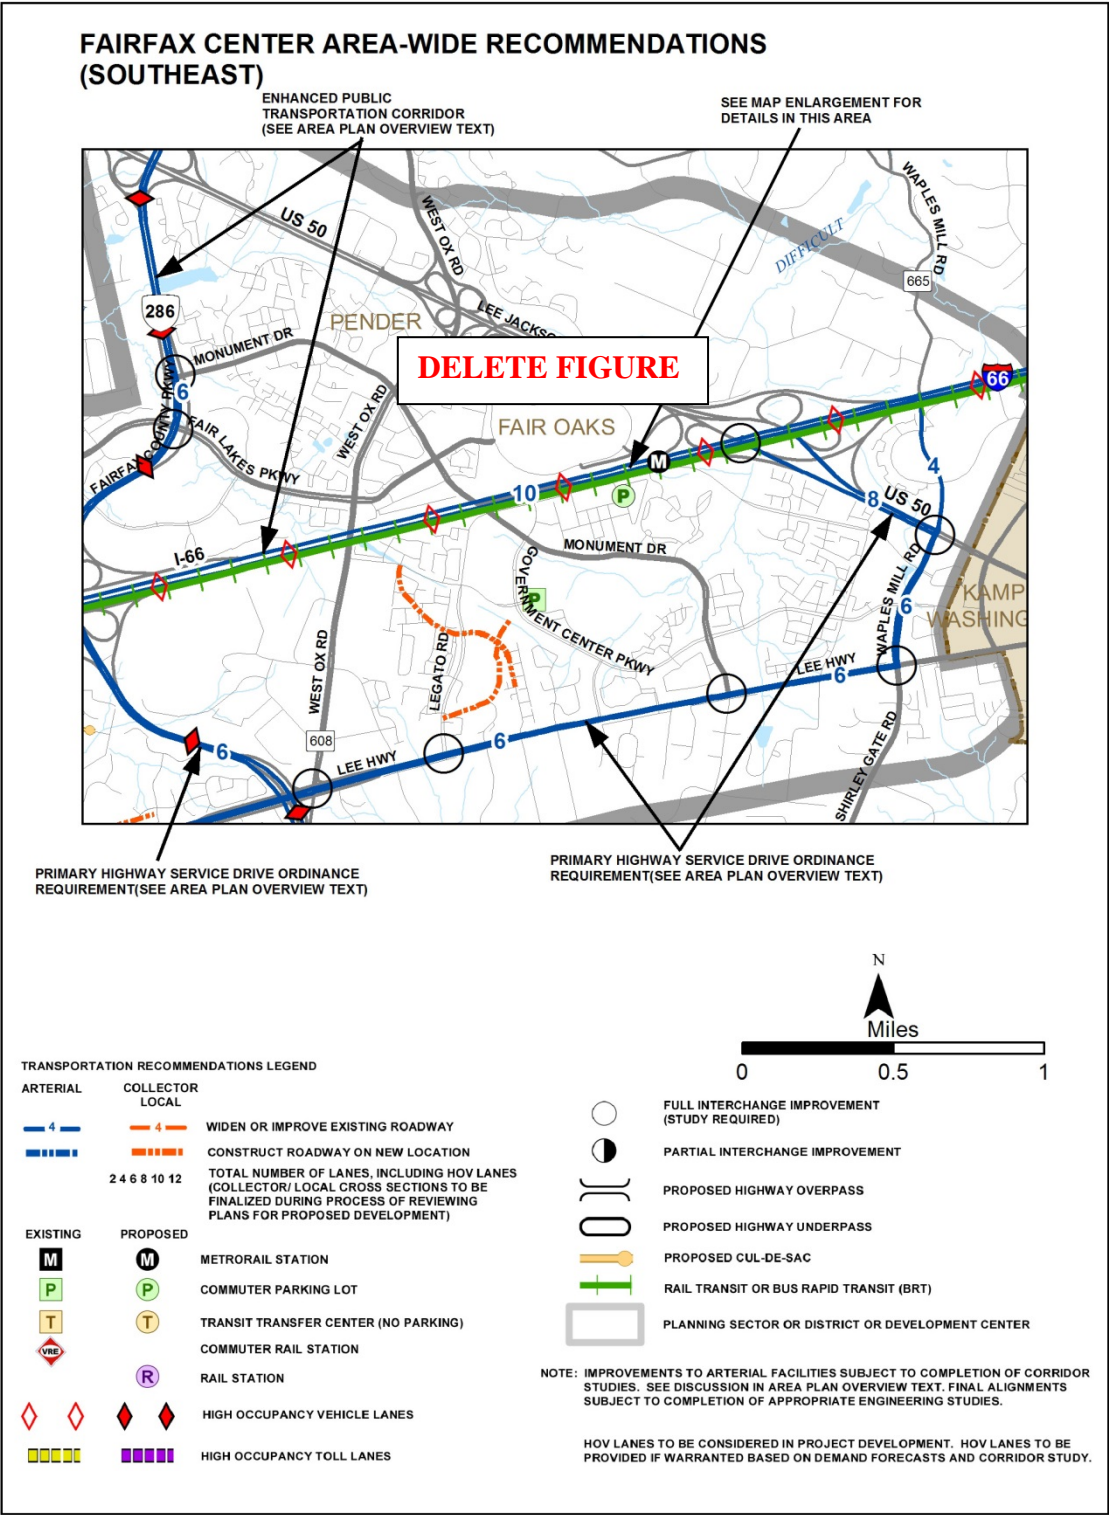 FAIRFAX CENTER AREA-WIDE RECOMMENDATIONS
(SOUTHEAST)
ENHANCED PUBLIC
TRANSPORTATION CORRIDOR
(SEE AREA PLAN OVERVIEW TEXT)
SEE MAP ENLARGEMENT FOR
DETAILS IN THIS AREA
US 50
WEST OX RD
WAPLES MILL RD
DIFFICULT
665
286
PENDER
LEE JACKSO
MONUMENT DR
DELETE FIGURE
66
6
FAIRFAX COUNTY PKWY
FAIR LAKES PKWY
WEST OX RD
FAIR OAKS
M
P
4
8
US 50
10
I-66
MONUMENT DR
GOVERNMENT CENTER PKWY
P
WAPLES MILL RD
6
KAMP
WASHING
LEGATO RD
WEST OX RD
LEE HWY
6
608
6
6
LEE HWY
SHIRLEY GATE RD
PRIMARY HIGHWAY SERVICE DRIVE ORDINANCE
REQUIREMENT(SEE AREA PLAN OVERVIEW TEXT)
PRIMARY HIGHWAY SERVICE DRIVE ORDINANCE
REQUIREMENT(SEE AREA PLAN OVERVIEW TEXT)
N
Miles
0 0.5 1
TRANSPORTATION RECOMMENDATIONS LEGEND
ARTERIAL
COLLECTOR
LOCAL
4 4 WIDEN OR IMPROVE EXISTING ROADWAY
CONSTRUCT ROADWAY ON NEW LOCATION
2 4 6 8 10 12 TOTAL NUMBER OF LANES, INCLUDING HOV LANES
(COLLECTOR/ LOCAL CROSS SECTIONS TO BE
FINALIZED DURING PROCESS OF REVIEWING
PLANS FOR PROPOSED DEVELOPMENT)
EXISTING PROPOSED
M M METRORAIL STATION
P P COMMUTER PARKING LOT
T T TRANSIT TRANSFER CENTER (NO PARKING)
VRE COMMUTER RAIL STATION
R RAIL STATION
HIGH OCCUPANCY VEHICLE LANES
HIGH OCCUPANCY TOLL LANES
FULL INTERCHANGE IMPROVEMENT
(STUDY REQUIRED)
PARTIAL INTERCHANGE IMPROVEMENT
PROPOSED HIGHWAY OVERPASS
PROPOSED HIGHWAY UNDERPASS
PROPOSED CUL-DE-SAC
RAIL TRANSIT OR BUS RAPID TRANSIT (BRT)
PLANNING SECTOR OR DISTRICT OR DEVELOPMENT CENTER
NOTE: IMPROVEMENTS TO ARTERIAL FACILITIES SUBJECT TO COMPLETION OF CORRIDOR
STUDIES. SEE DISCUSSION IN AREA PLAN OVERVIEW TEXT. FINAL ALIGNMENTS
SUBJECT TO COMPLETION OF APPROPRIATE ENGINEERING STUDIES.
HOV LANES TO BE CONSIDERED IN PROJECT DEVELOPMENT. HOV LANES TO BE
PROVIDED IF WARRANTED BASED ON DEMAND FORECASTS AND CORRIDOR STUDY.